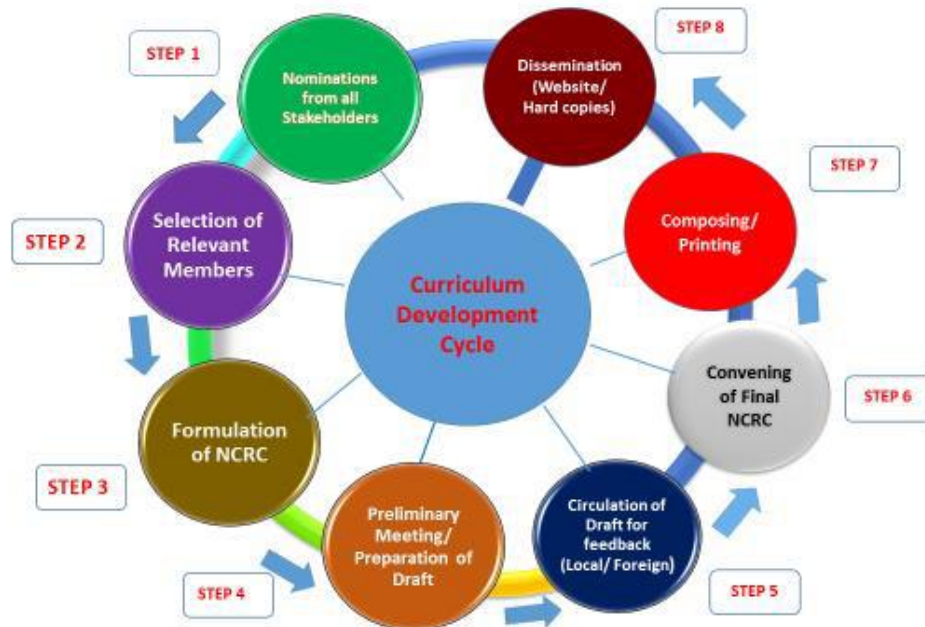 Curriculum
Development
Cycle
STEP 1
Nominations
from all
Stakeholders
STEP 2
Selection of
Relevant
Members
STEP 3
Formulation
of NCRC
STEP 4
Preliminary
Meeting/
Preparation of
Draft
STEP 5
Circulation of
Draft for
feedback
(Local/ Foreign)
STEP 6
Convening
of Final
NCRC
STEP 7
Composing/
Printing
STEP 8
Dissemination
(Website/
Hard copies)